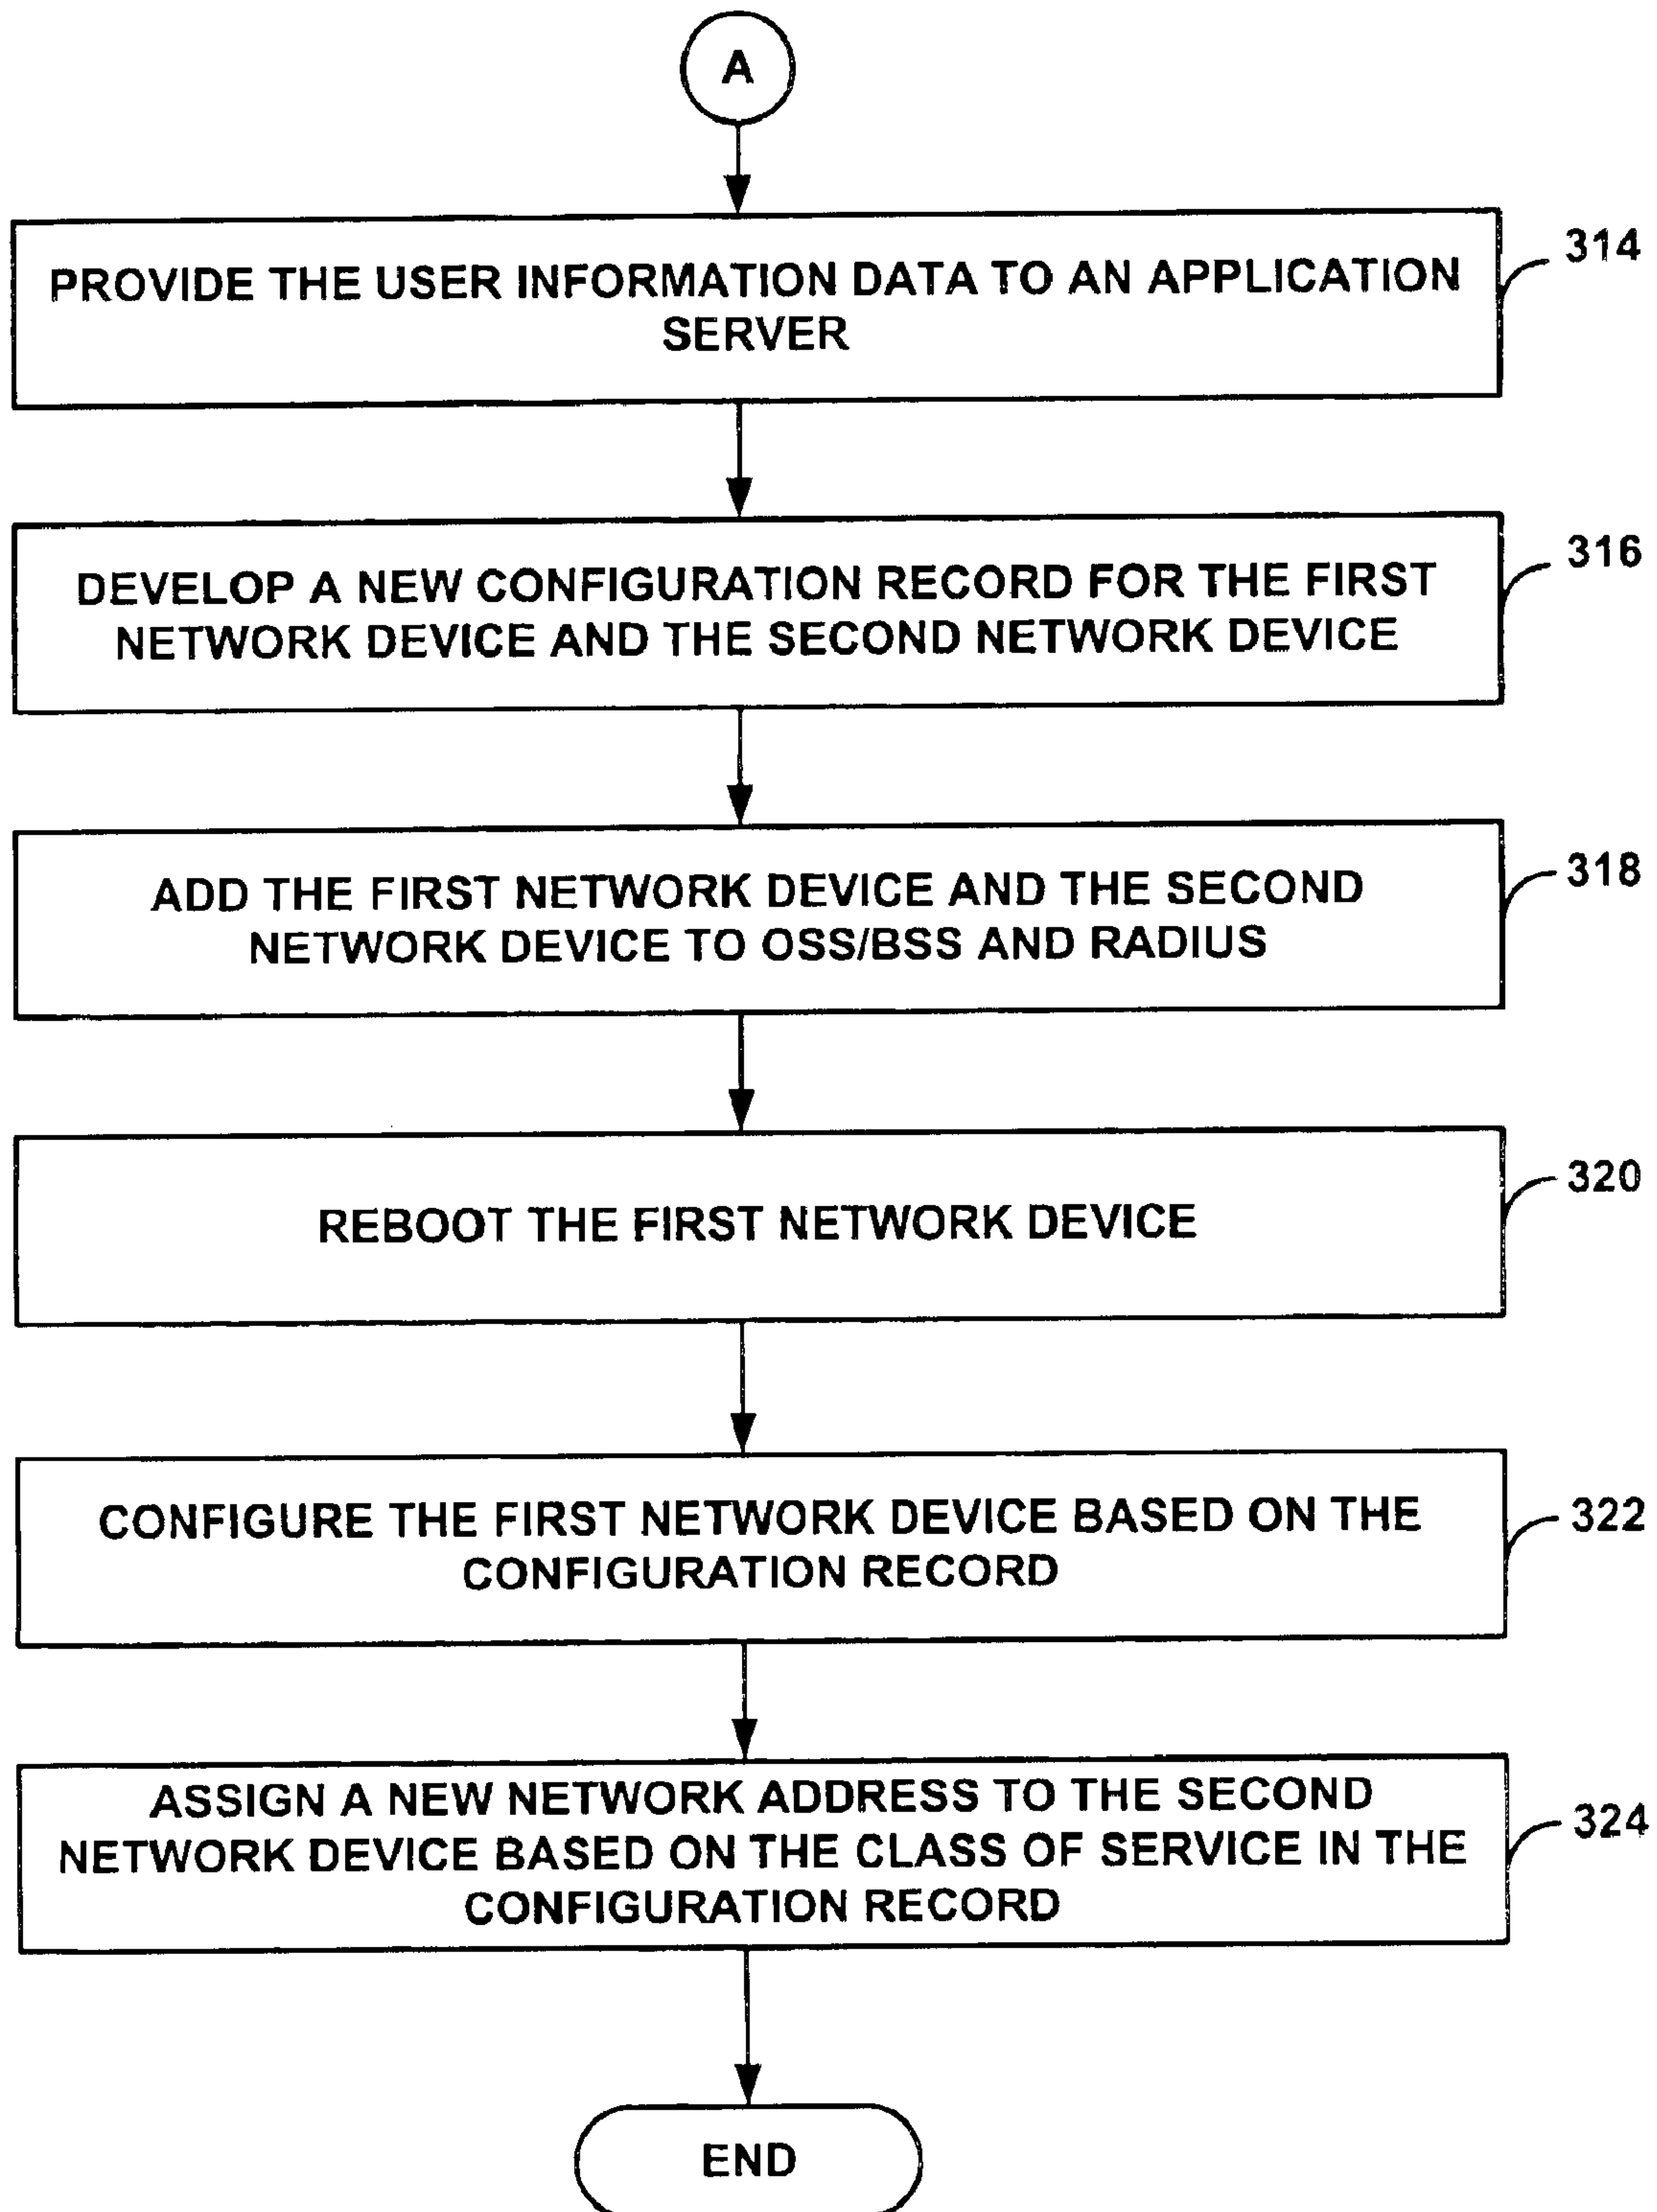 A
PROVIDE THE USER INFORMATION DATA TO AN APPLICATION
SERVER
314
DEVELOP A NEW CONFIGURATION RECORD FOR THE FIRST
NETWORK DEVICE AND THE SECOND NETWORK DEVICE
316
ADD THE FIRST NETWORK DEVICE AND THE SECOND
NETWORK DEVICE TO OSS/BSS AND RADIUS
318
REBOOT THE FIRST NETWORK DEVICE
320
CONFIGURE THE FIRST NETWORK DEVICE BASED ON THE
CONFIGURATION RECORD
322
ASSIGN A NEW NETWORK ADDRESS TO THE SECOND
NETWORK DEVICE BASED ON THE CLASS OF SERVICE IN THE
CONFIGURATION RECORD
324
END